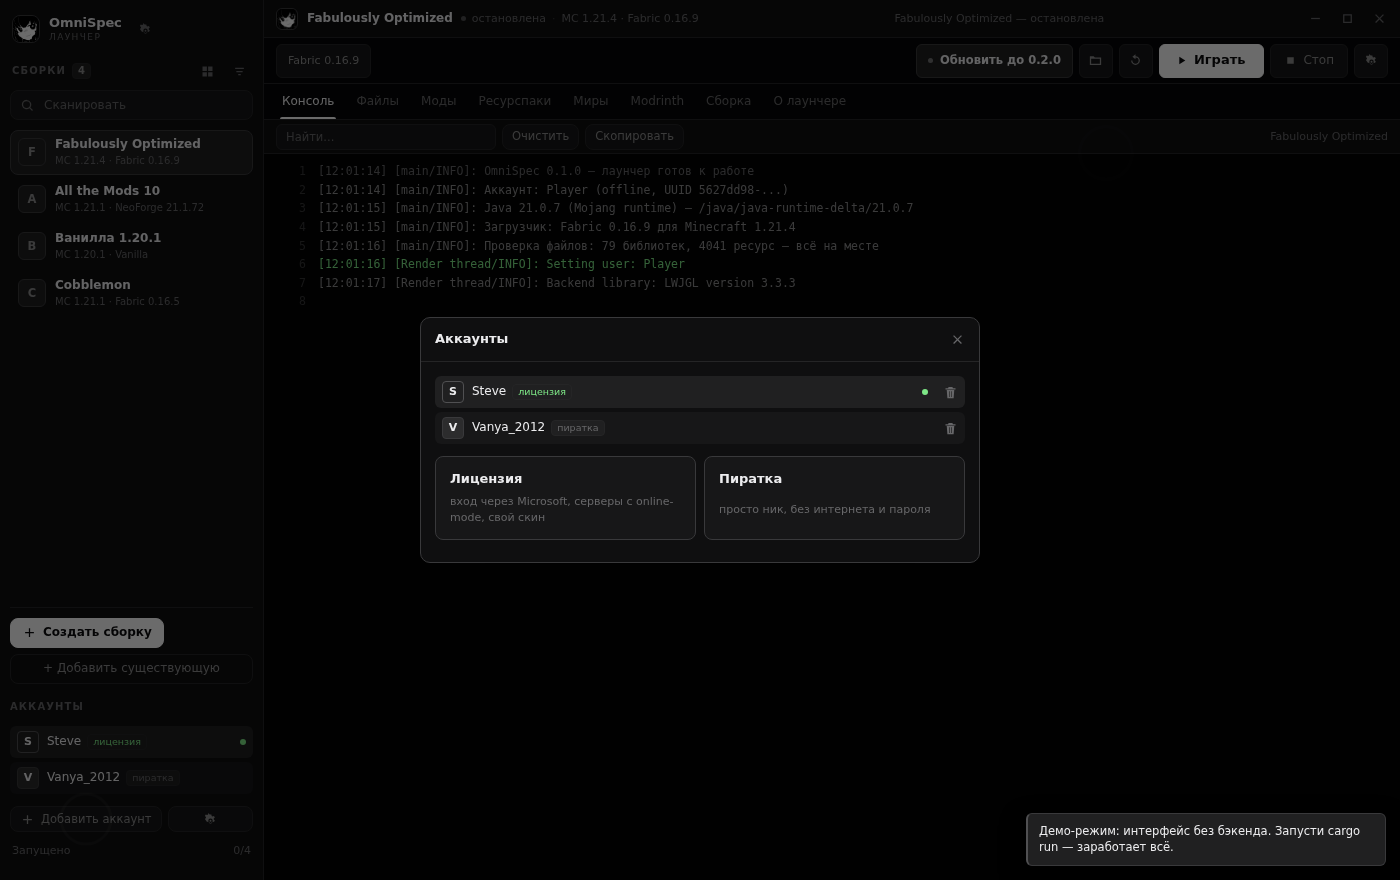 OmniSpec
ЛАУНЧЕР
СБОРКИ 4
Сканировать
F
Fabulously Optimized
MC 1.21.4 · Fabric 0.16.9
A
All the Mods 10
MC 1.21.1 · NeoForge 21.1.72
В
Ванилла 1.20.1
MC 1.20.1 · Vanilla
C
Cobblemon
MC 1.21.1 · Fabric 0.16.5
+ Создать сборку
+ Добавить существующую
АККАУНТЫ
S Steve лицензия
V Vanya_2012 пиратка
+ Добавить аккаунт
Запущено 0/4
Fabulously Optimized остановлена · MC 1.21.4 · Fabric 0.16.9
Fabulously Optimized — остановлена
Fabric 0.16.9
Обновить до 0.2.0
Играть
Стоп
Консоль Файлы Моды Ресурспаки Миры Modrinth Сборка О лаунчере
Найти... Очистить Скопировать Fabulously Optimized
1 [12:01:14] [main/INFO]: OmniSpec 0.1.0 — лаунчер готов к работе
2 [12:01:14] [main/INFO]: Аккаунт: Player (offline, UUID 5627dd98-...)
3 [12:01:15] [main/INFO]: Java 21.0.7 (Mojang runtime) — /java/java-runtime-delta/21.0.7
4 [12:01:15] [main/INFO]: Загрузчик: Fabric 0.16.9 для Minecraft 1.21.4
5 [12:01:16] [main/INFO]: Проверка файлов: 79 библиотек, 4041 ресурс — всё на месте
6 [12:01:16] [Render thread/INFO]: Setting user: Player
7 [12:01:17] [Render thread/INFO]: Backend library: LWJGL version 3.3.3
8
Аккаунты
S Steve лицензия
V Vanya_2012 пиратка
Лицензия
вход через Microsoft, серверы с online-
mode, свой скин
Пиратка
просто ник, без интернета и пароля
Демо-режим: интерфейс без бэкенда. Запусти cargo
run — заработает всё.